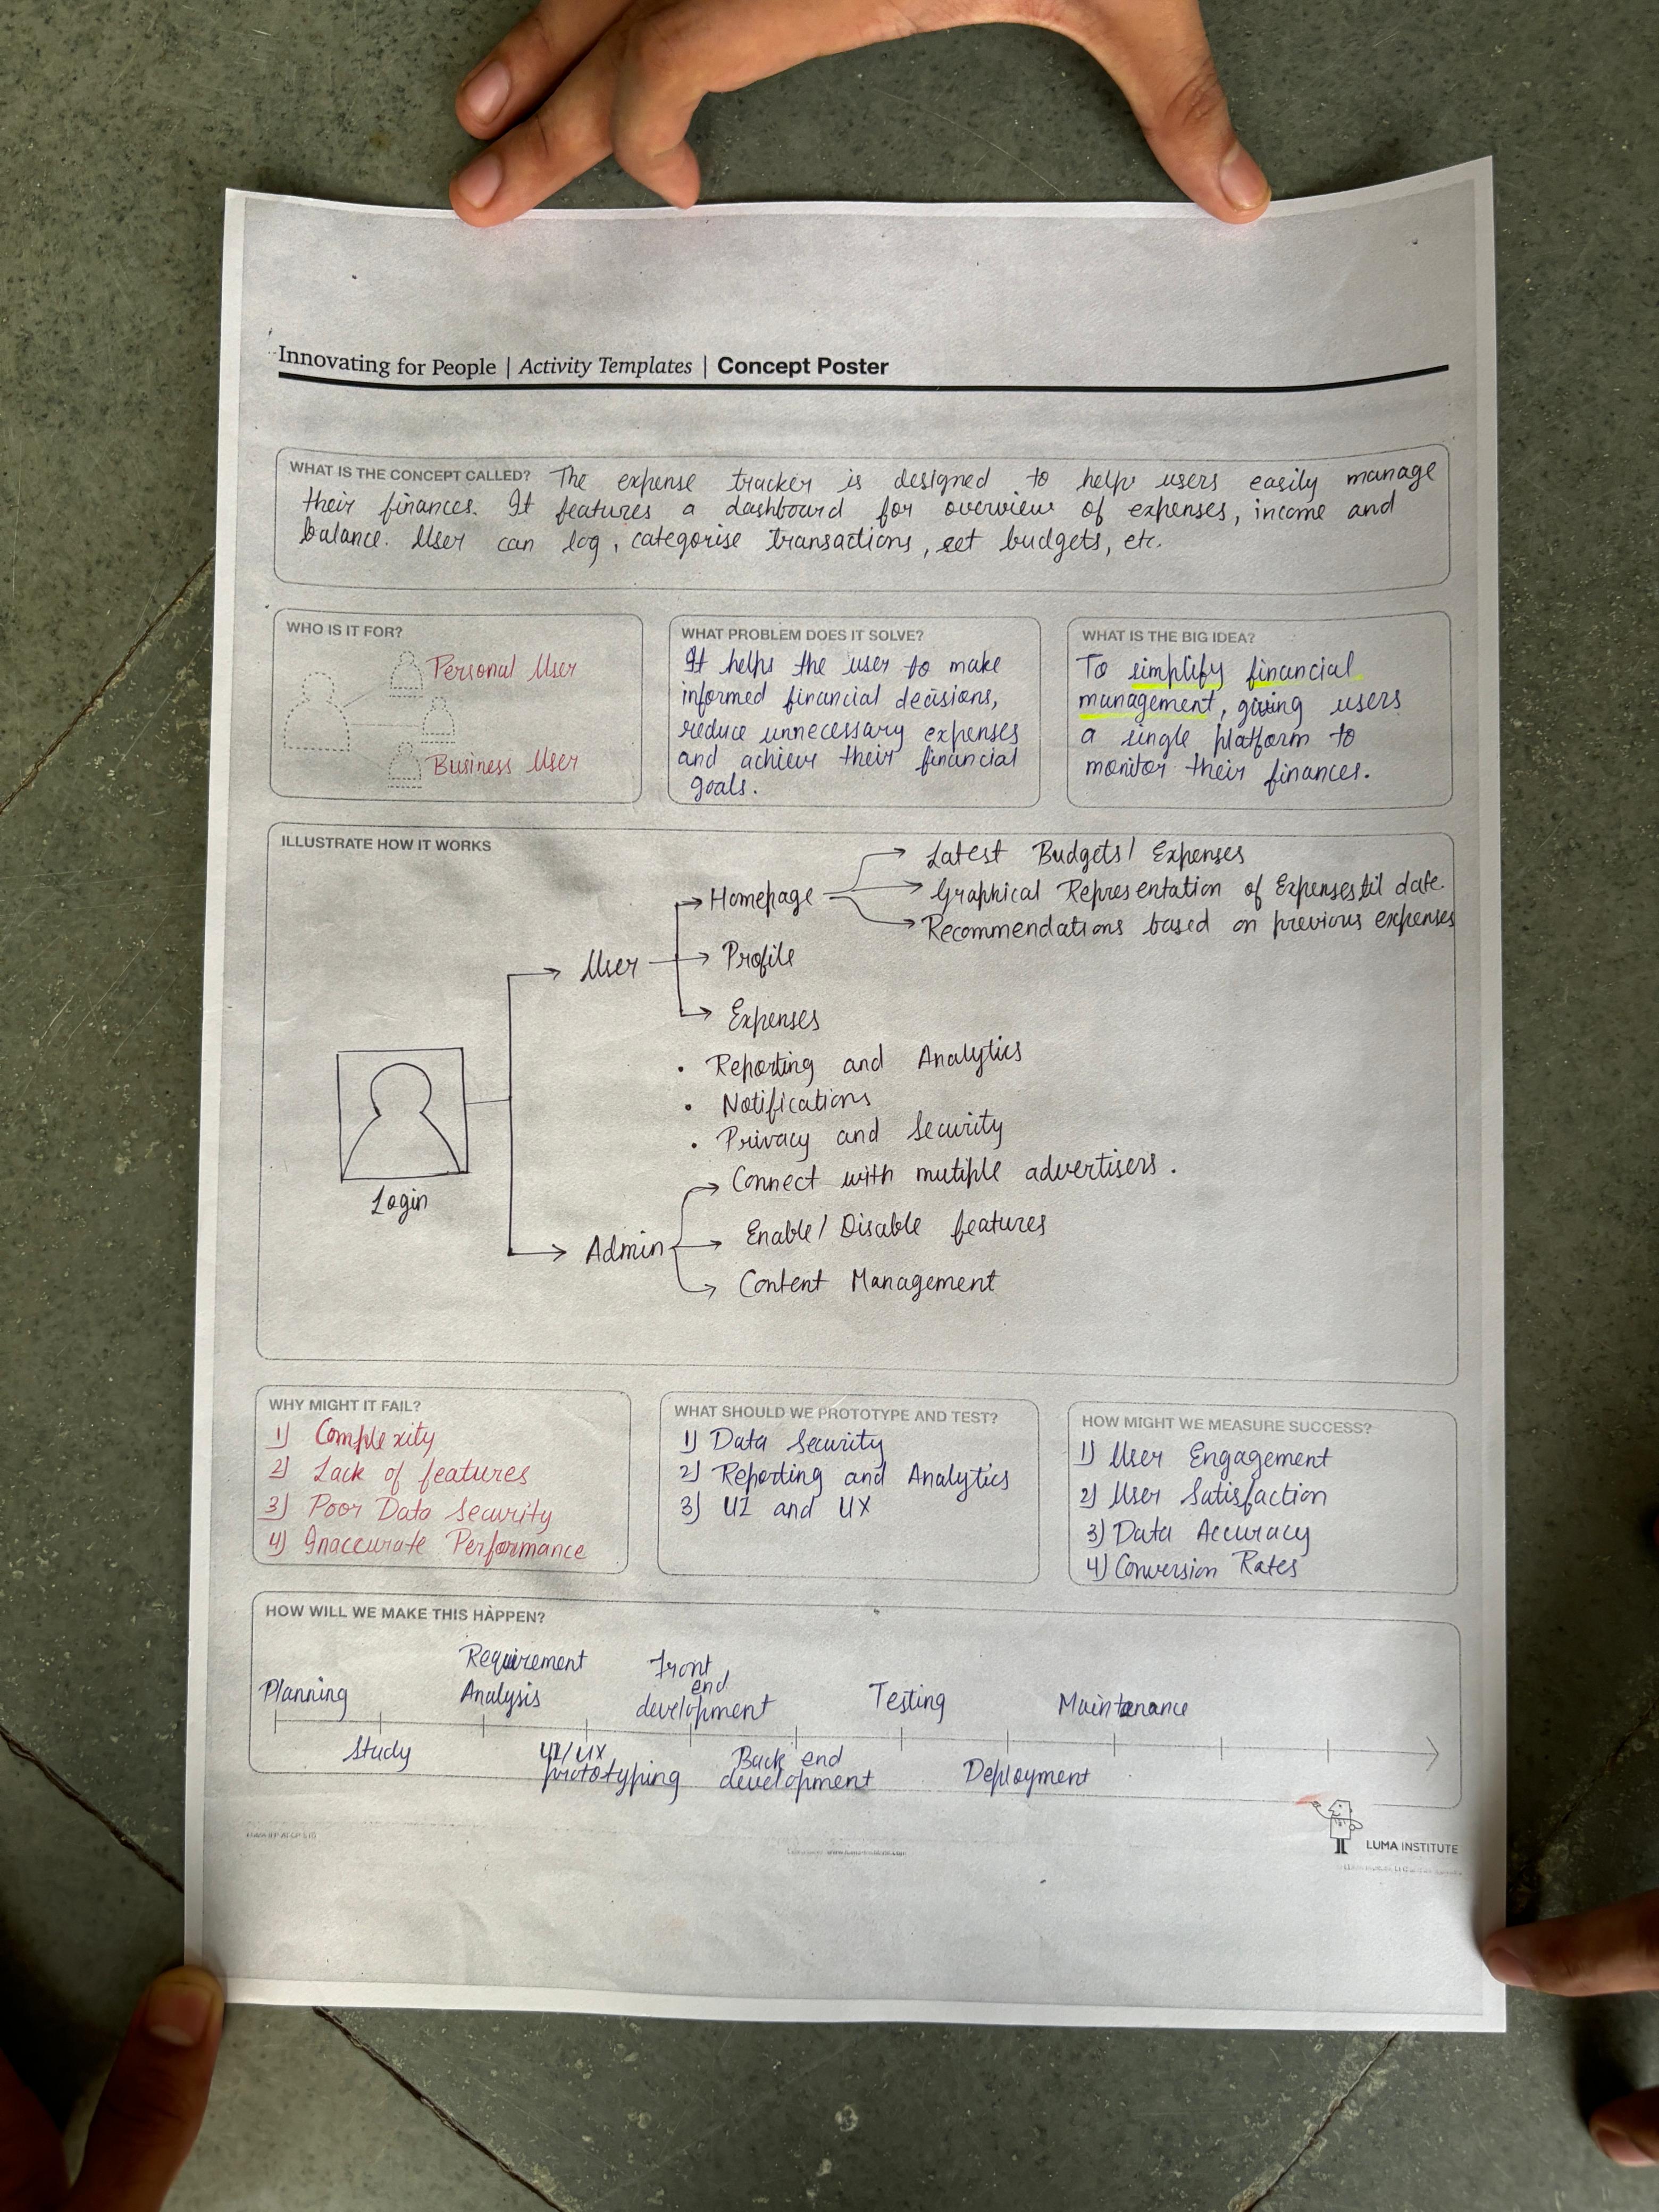 Innovating for People | Activity Templates | Concept Poster
WHAT IS THE CONCEPT CALLED? The expense tracker is designed to help users easily manage
their finances. It features a dashboard for overview of expenses, income and
balance. User can log, categorise transactions, set budgets, etc.
WHO IS IT FOR?
Personal User
Business User
WHAT PROBLEM DOES IT SOLVE?
It helps the user to make
informed financial decisions,
reduce unnecessary expenses
and achieve their financial
goals.
WHAT IS THE BIG IDEA?
To simplify financial
management, giving users
a single platform to
monitor their finances.
ILLUSTRATE HOW IT WORKS
Latest Budgets/ Expenses
Homepage
Graphical Representation of Expenses til date.
Recommendations based on previous expenses
User
Profile
Expenses
• Reporting and Analytics
• Notifications
• Privacy and Security
Login
Connect with mutiple advertisers.
Admin
Enable/ Disable features
Content Management
WHY MIGHT IT FAIL?
1) Complexity
2) Lack of features
3) Poor Data Security
4) Inaccurate Performance
WHAT SHOULD WE PROTOTYPE AND TEST?
1) Data Security
2) Reporting and Analytics
3) UI and UX
HOW MIGHT WE MEASURE SUCCESS?
1) User Engagement
2) User Satisfaction
3) Data Accuracy
4) Conversion Rates
HOW WILL WE MAKE THIS HAPPEN?
Planning
Study
Requirement
Analysis
UI/UX
prototyping
Front
end
development
Back end
development
Testing
Deployment
Maintenance
LUMA INSTITUTE